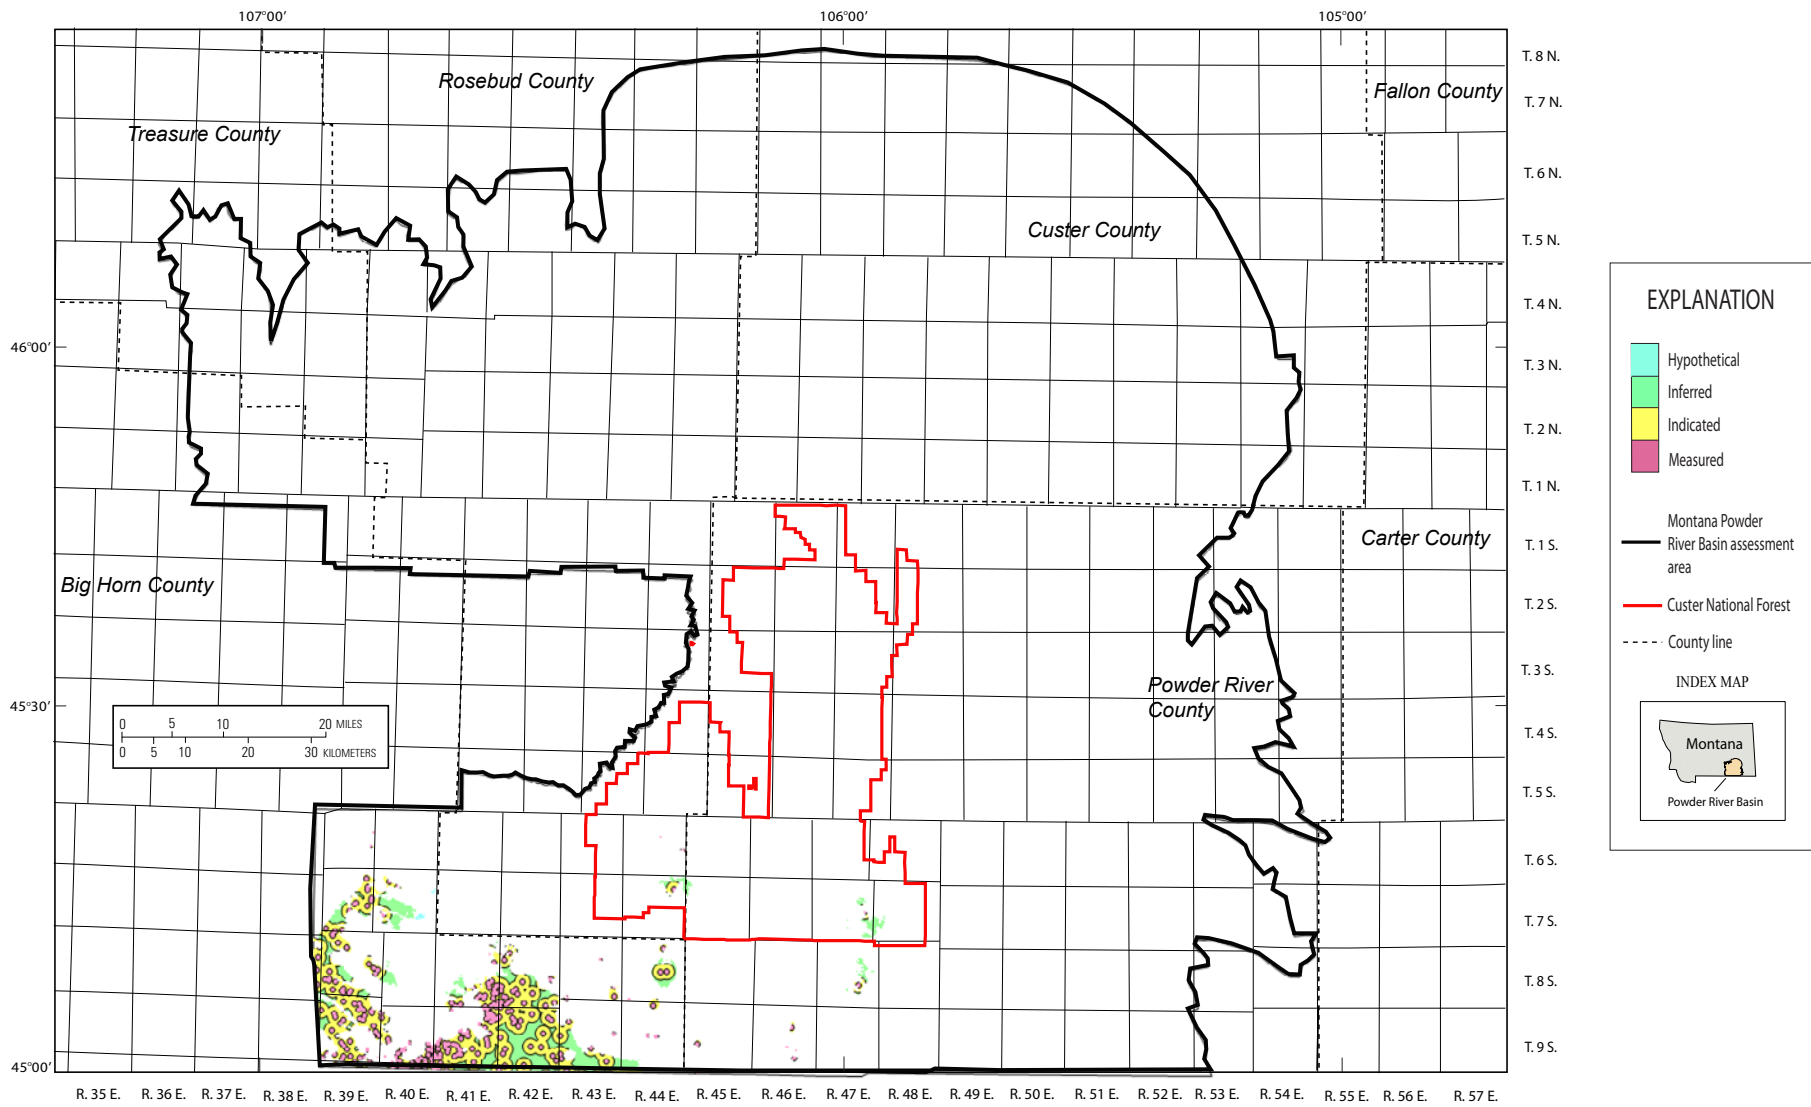 107°00' 106°00' 105°00'
T. 8 N.
Rosebud County
Fallon County
T. 7 N.
Treasure County
T. 6 N.
Custer County
T. 5 N.
T. 4 N.
46°00'
T. 3 N.
T. 2 N.
T. 1 N.
Carter County
T. 1 S.
Big Horn County
T. 2 S.
T. 3 S.
Powder River
County
45°30'
0 5 10 20 MILES
0 5 10 20 30 KILOMETERS
T. 4 S.
T. 5 S.
T. 6 S.
T. 7 S.
T. 8 S.
T. 9 S.
45°00'
R. 35 E. R. 36 E. R. 37 E. R. 38 E. R. 39 E. R. 40 E. R. 41 E. R. 42 E. R. 43 E. R. 44 E. R. 45 E. R. 46 E. R. 47 E. R. 48 E. R. 49 E. R. 50 E. R. 51 E. R. 52 E. R. 53 E. R. 54 E. R. 55 E. R. 56 E. R. 57 E.
EXPLANATION
Hypothetical
Inferred
Indicated
Measured
Montana Powder
River Basin assessment
area
Custer National Forest
County line
INDEX MAP
Montana
Powder River Basin